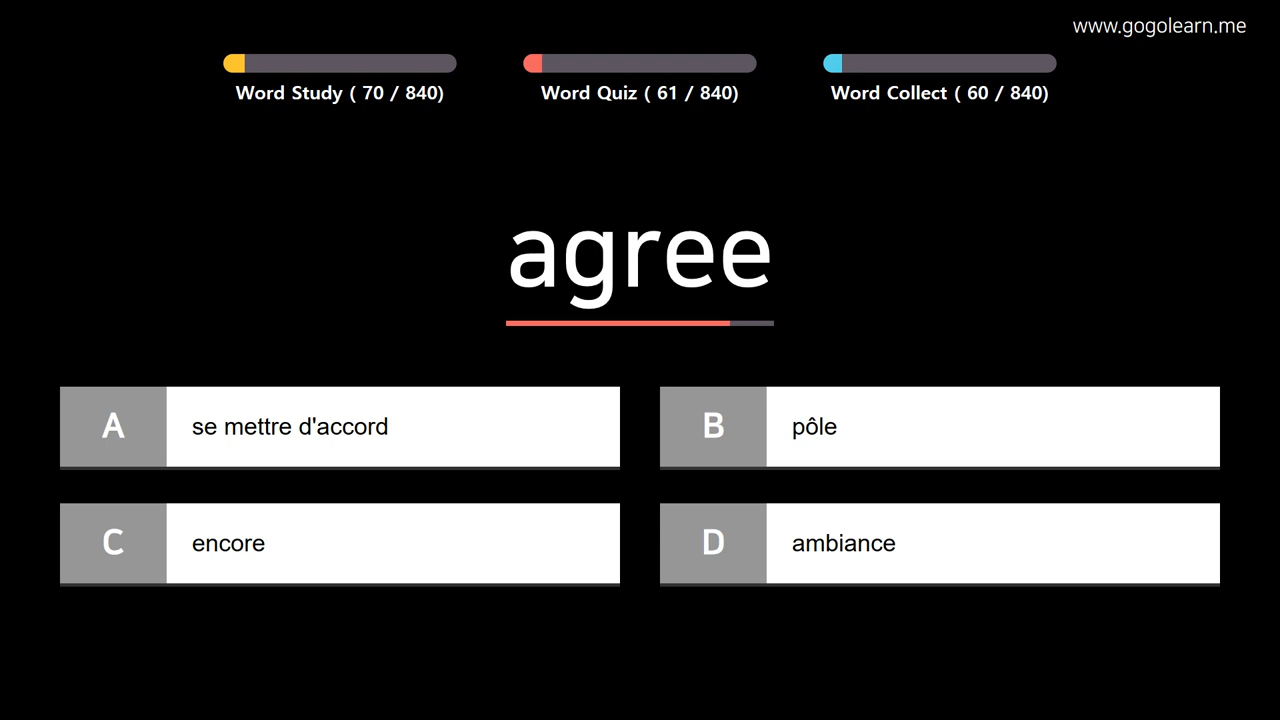 www.gogolearn.me
Word Study ( 70 / 840)
Word Quiz ( 61 / 840)
Word Collect ( 60 / 840)
agree
A
se mettre d'accord
B
pôle
C
encore
D
ambiance